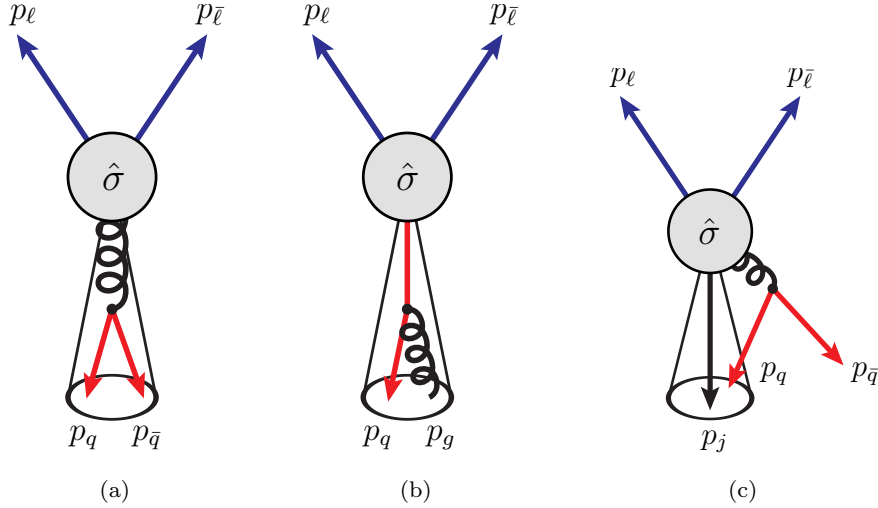 p_ℓ p_ℓ̄ p_ℓ p_ℓ̄
p_ℓ p_ℓ̄
σ̂ σ̂
σ̂
p_q p_q̄
p_q p_q̄ p_q p_g p_j
(a) (b) (c)